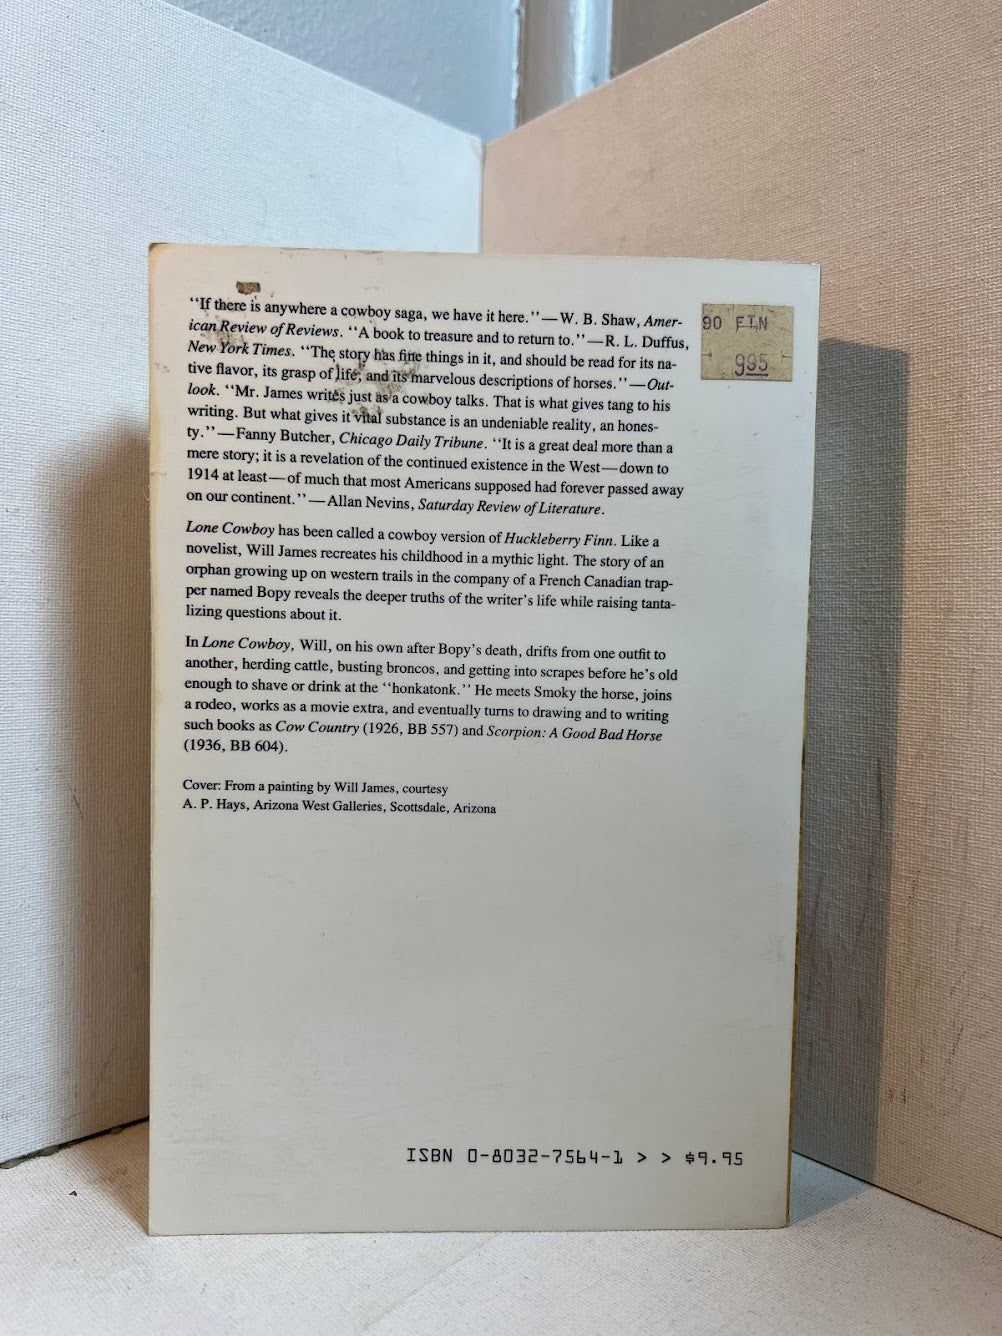 “If there is anywhere a cowboy saga, we have it here.”—W. B. Shaw, Amer-
ican Review of Reviews. “A book to treasure and to return to.”—R. L. Duffus,
New York Times. “The story has fine things in it, and should be read for its na-
tive flavor, its grasp of life, and its marvelous descriptions of horses.”—Out-
look. “Mr. James writes just as a cowboy talks. That is what gives tang to his
writing. But what gives it vital substance is an undeniable reality, an hones-
ty.”—Fanny Butcher, Chicago Daily Tribune. “It is a great deal more than a
mere story; it is a revelation of the continued existence in the West—down to
1914 at least—of much that most Americans supposed had forever passed away
on our continent.”—Allan Nevins, Saturday Review of Literature.
Lone Cowboy has been called a cowboy version of Huckleberry Finn. Like a
novelist, Will James recreates his childhood in a mythic light. The story of an
orphan growing up on western trails in the company of a French Canadian trap-
per named Bopy reveals the deeper truths of the writer’s life while raising tanta-
lizing questions about it.
In Lone Cowboy, Will, on his own after Bopy’s death, drifts from one outfit to
another, herding cattle, busting broncos, and getting into scrapes before he’s old
enough to shave or drink at the “honkatonk.” He meets Smoky the horse, joins
a rodeo, works as a movie extra, and eventually turns to drawing and to writing
such books as Cow Country (1926, BB 557) and Scorpion: A Good Bad Horse
(1936, BB 604).
Cover: From a painting by Will James, courtesy
A. P. Hays, Arizona West Galleries, Scottsdale, Arizona
90 FIN
995
ISBN 0-8032-7564-1 > > $9.95